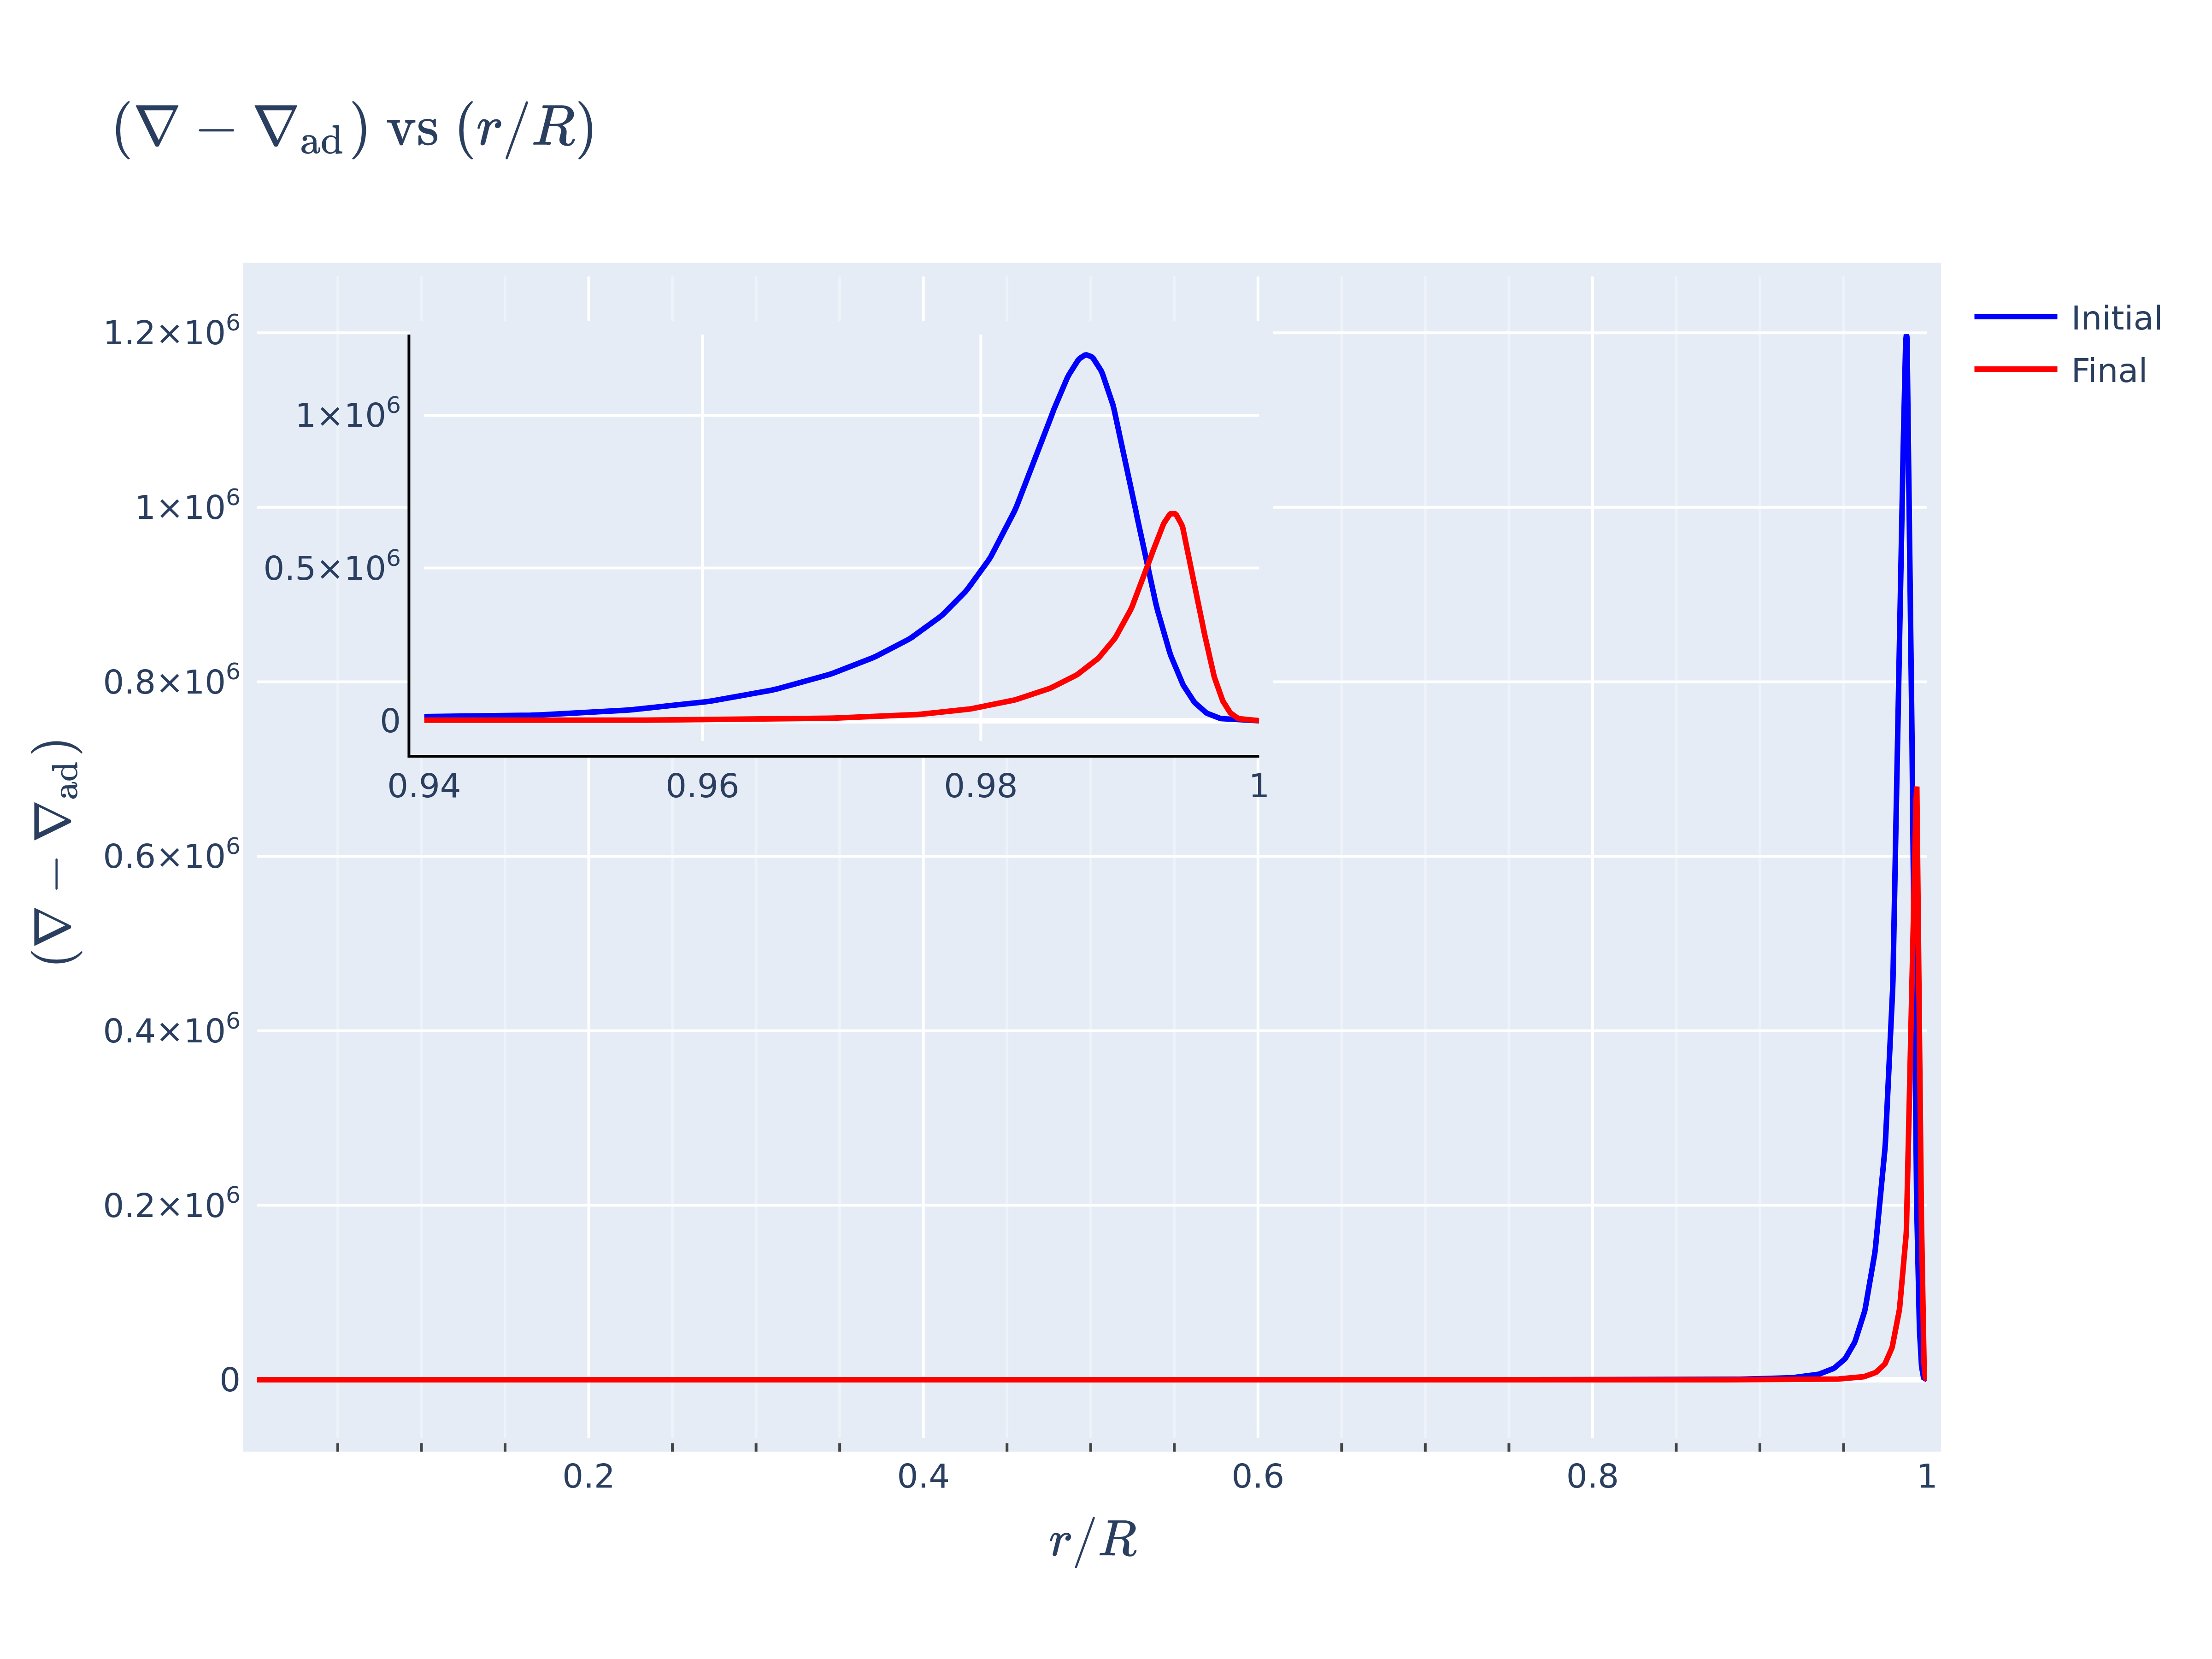 (∇ − ∇ad) vs (r/R)
Initial
Final
1.2×10⁶
1×10⁶
0.8×10⁶
0.6×10⁶
0.4×10⁶
0.2×10⁶
0
(∇ − ∇ad)
1×10⁶
0.5×10⁶
0
0.94 0.96 0.98 1
0.2 0.4 0.6 0.8 1
r/R